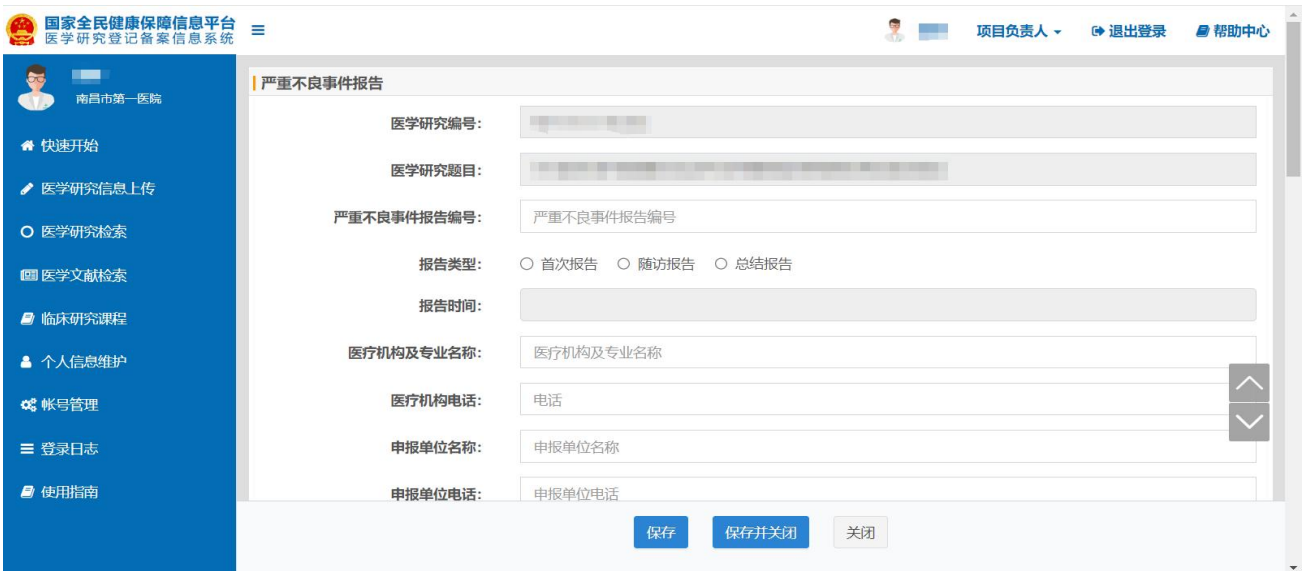 国家全民健康保障信息平台
医学研究登记备案信息系统
项目负责人
退出登录
帮助中心
南昌市第一医院
快速开始
医学研究信息上传
医学研究检索
医学文献检索
临床研究课程
个人信息维护
帐号管理
登录日志
使用指南
严重不良事件报告
医学研究编号:
医学研究题目:
严重不良事件报告编号: 严重不良事件报告编号
报告类型: 首次报告 随访报告 总结报告
报告时间:
医疗机构及专业名称: 医疗机构及专业名称
医疗机构电话: 电话
申报单位名称: 申报单位名称
申报单位电话: 申报单位电话
保存 保存并关闭 关闭